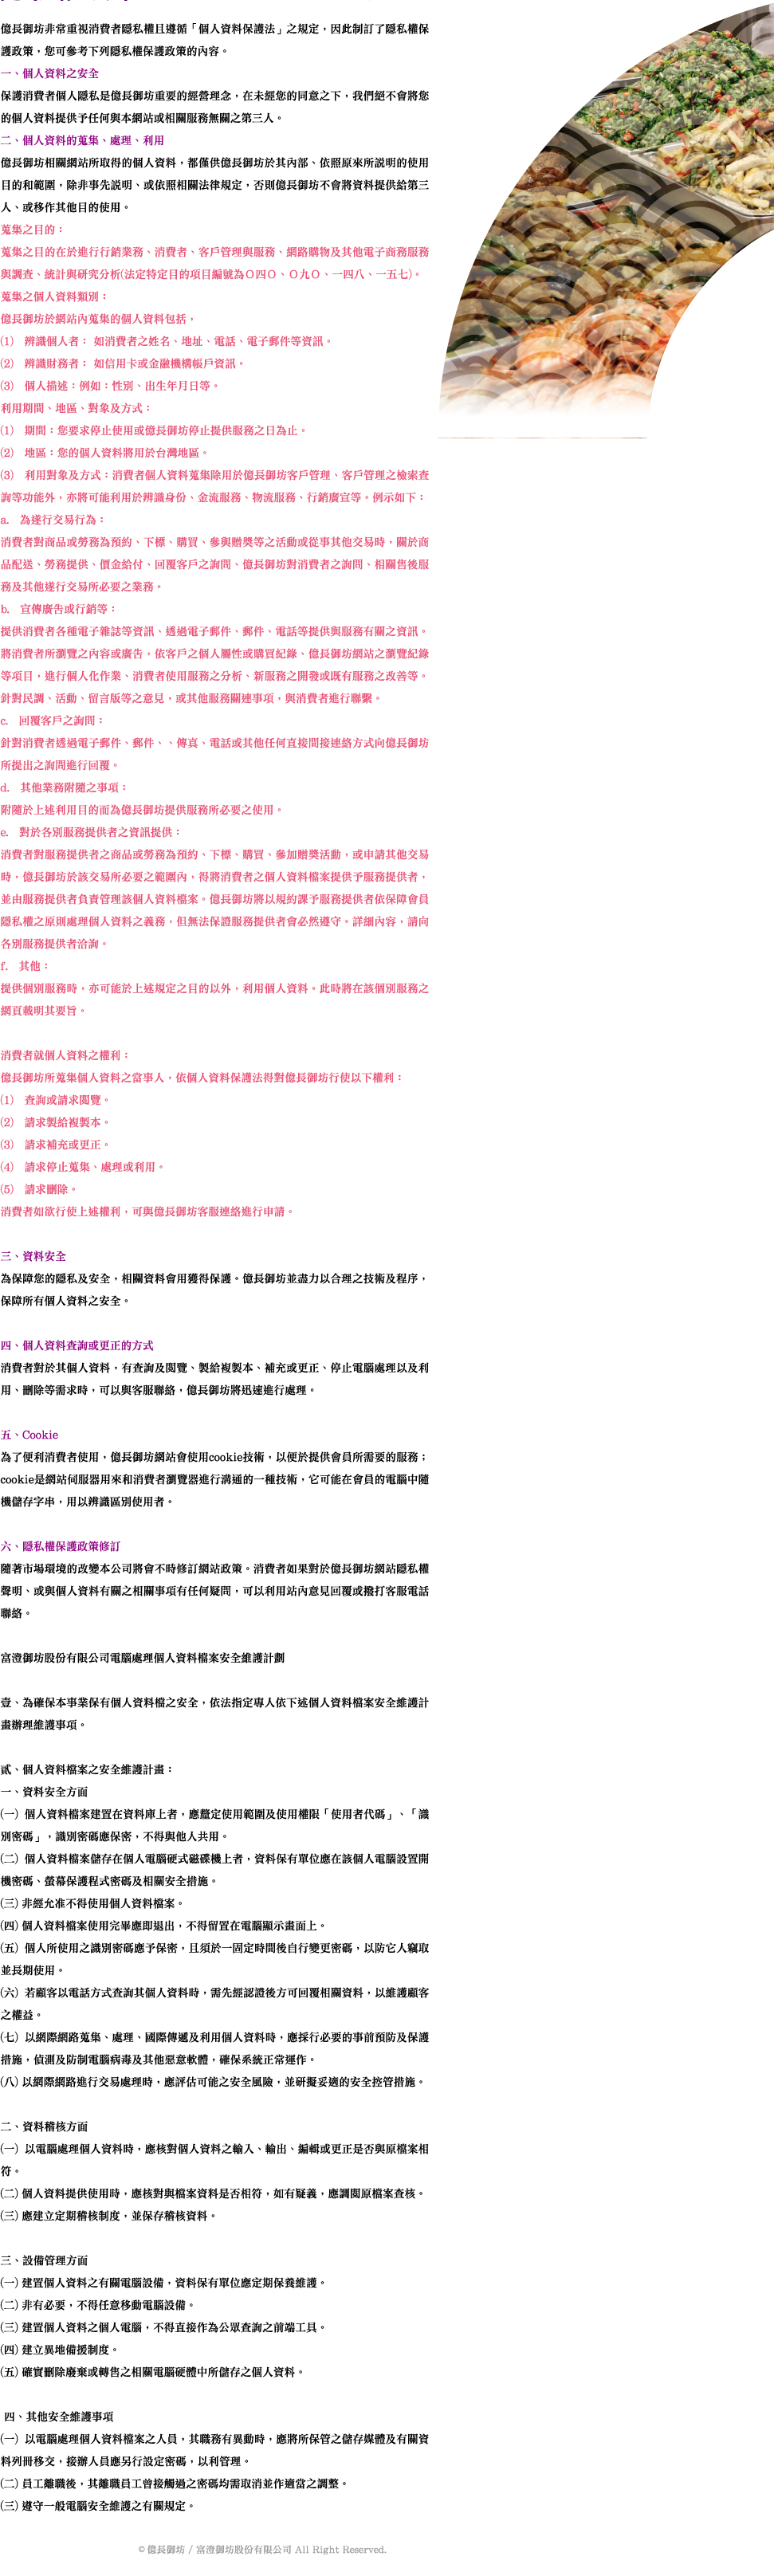 億長御坊非常重視消費者隱私權且遵循「個人資料保護法」之規定，因此制訂了隱私權保
護政策，您可參考下列隱私權保護政策的內容。
一、個人資料之安全
保護消費者個人隱私是億長御坊重要的經營理念，在未經您的同意之下，我們絕不會將您
的個人資料提供予任何與本網站或相關服務無關之第三人。
二、個人資料的蒐集、處理、利用
億長御坊相關網站所取得的個人資料，都僅供億長御坊於其內部、依照原來所說明的使用
目的和範圍，除非事先說明、或依照相關法律規定，否則億長御坊不會將資料提供給第三
人、或移作其他目的使用。
蒐集之目的：
蒐集之目的在於進行行銷業務、消費者、客戶管理與服務、網路購物及其他電子商務服務
與調查、統計與研究分析(法定特定目的項目編號為Ｏ四Ｏ、Ｏ九Ｏ、一四八、一五七)。
蒐集之個人資料類別：
億長御坊於網站內蒐集的個人資料包括，
(1) 辨識個人者： 如消費者之姓名、地址、電話、電子郵件等資訊。
(2) 辨識財務者： 如信用卡或金融機構帳戶資訊。
(3) 個人描述：例如：性別、出生年月日等。
利用期間、地區、對象及方式：
(1) 期間：您要求停止使用或億長御坊停止提供服務之日為止。
(2) 地區：您的個人資料將用於台灣地區。
(3) 利用對象及方式：消費者個人資料蒐集除用於億長御坊客戶管理、客戶管理之檢索查
詢等功能外，亦將可能利用於辨識身份、金流服務、物流服務、行銷廣宣等。例示如下：
a. 為遂行交易行為：
消費者對商品或勞務為預約、下標、購買、參與贈獎等之活動或從事其他交易時，關於商
品配送、勞務提供、價金給付、回覆客戶之詢問、億長御坊對消費者之詢問、相關售後服
務及其他遂行交易所必要之業務。
b. 宣傳廣告或行銷等：
提供消費者各種電子雜誌等資訊、透過電子郵件、郵件、電話等提供與服務有關之資訊。
將消費者所瀏覽之內容或廣告，依客戶之個人屬性或購買紀錄、億長御坊網站之瀏覽紀錄
等項目，進行個人化作業、消費者使用服務之分析、新服務之開發或既有服務之改善等。
針對民調、活動、留言版等之意見，或其他服務關連事項，與消費者進行聯繫。
c. 回覆客戶之詢問：
針對消費者透過電子郵件、郵件、、傳真、電話或其他任何直接間接連絡方式向億長御坊
所提出之詢問進行回覆。
d. 其他業務附隨之事項：
附隨於上述利用目的而為億長御坊提供服務所必要之使用。
e. 對於各別服務提供者之資訊提供：
消費者對服務提供者之商品或勞務為預約、下標、購買、參加贈獎活動，或申請其他交易
時，億長御坊於該交易所必要之範圍內，得將消費者之個人資料檔案提供予服務提供者，
並由服務提供者負責管理該個人資料檔案。億長御坊將以規約課予服務提供者依保障會員
隱私權之原則處理個人資料之義務，但無法保證服務提供者會必然遵守。詳細內容，請向
各別服務提供者洽詢。
f. 其他：
提供個別服務時，亦可能於上述規定之目的以外，利用個人資料。此時將在該個別服務之
網頁載明其要旨。
消費者就個人資料之權利：
億長御坊所蒐集個人資料之當事人，依個人資料保護法得對億長御坊行使以下權利：
(1) 查詢或請求閱覽。
(2) 請求製給複製本。
(3) 請求補充或更正。
(4) 請求停止蒐集、處理或利用。
(5) 請求刪除。
消費者如欲行使上述權利，可與億長御坊客服連絡進行申請。
三、資料安全
為保障您的隱私及安全，相關資料會用獲得保護。億長御坊並盡力以合理之技術及程序，
保障所有個人資料之安全。
四、個人資料查詢或更正的方式
消費者對於其個人資料，有查詢及閱覽、製給複製本、補充或更正、停止電腦處理以及利
用、刪除等需求時，可以與客服聯絡，億長御坊將迅速進行處理。
五、Cookie
為了便利消費者使用，億長御坊網站會使用cookie技術，以便於提供會員所需要的服務；
cookie是網站伺服器用來和消費者瀏覽器進行溝通的一種技術，它可能在會員的電腦中隨
機儲存字串，用以辨識區別使用者。
六、隱私權保護政策修訂
隨著市場環境的改變本公司將會不時修訂網站政策。消費者如果對於億長御坊網站隱私權
聲明、或與個人資料有關之相關事項有任何疑問，可以利用站內意見回覆或撥打客服電話
聯絡。
富澄御坊股份有限公司電腦處理個人資料檔案安全維護計劃
壹、為確保本事業保有個人資料檔之安全，依法指定專人依下述個人資料檔案安全維護計
畫辦理維護事項。
貳、個人資料檔案之安全維護計畫：
一、資料安全方面
(一) 個人資料檔案建置在資料庫上者，應釐定使用範圍及使用權限「使用者代碼」、「識
別密碼」，識別密碼應保密，不得與他人共用。
(二) 個人資料檔案儲存在個人電腦硬式磁碟機上者，資料保有單位應在該個人電腦設置開
機密碼、螢幕保護程式密碼及相關安全措施。
(三) 非經允准不得使用個人資料檔案。
(四) 個人資料檔案使用完畢應即退出，不得留置在電腦顯示畫面上。
(五) 個人所使用之識別密碼應予保密，且須於一固定時間後自行變更密碼，以防它人竊取
並長期使用。
(六) 若顧客以電話方式查詢其個人資料時，需先經認證後方可回覆相關資料，以維護顧客
之權益。
(七) 以網際網路蒐集、處理、國際傳遞及利用個人資料時，應採行必要的事前預防及保護
措施，偵測及防制電腦病毒及其他惡意軟體，確保系統正常運作。
(八) 以網際網路進行交易處理時，應評估可能之安全風險，並研擬妥適的安全控管措施。
二、資料稽核方面
(一) 以電腦處理個人資料時，應核對個人資料之輸入、輸出、編輯或更正是否與原檔案相
符。
(二) 個人資料提供使用時，應核對與檔案資料是否相符，如有疑義，應調閱原檔案查核。
(三) 應建立定期稽核制度，並保存稽核資料。
三、設備管理方面
(一) 建置個人資料之有關電腦設備，資料保有單位應定期保養維護。
(二) 非有必要，不得任意移動電腦設備。
(三) 建置個人資料之個人電腦，不得直接作為公眾查詢之前端工具。
(四) 建立異地備援制度。
(五) 確實刪除廢棄或轉售之相關電腦硬體中所儲存之個人資料。
四、其他安全維護事項
(一) 以電腦處理個人資料檔案之人員，其職務有異動時，應將所保管之儲存媒體及有關資
料列冊移交，接辦人員應另行設定密碼，以利管理。
(二) 員工離職後，其離職員工曾接觸過之密碼均需取消並作適當之調整。
(三) 遵守一般電腦安全維護之有關規定。
© 億長御坊 / 富澄御坊股份有限公司 All Right Reserved.